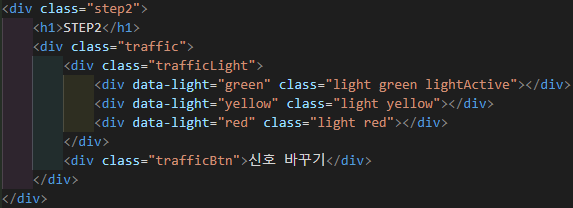 <div class="step2">
<h1>STEP2</h1>
<div class="traffic">
<div class="trafficLight">
<div data-light="green" class="light green lightActive"></div>
<div data-light="yellow" class="light yellow"></div>
<div data-light="red" class="light red"></div>
</div>
<div class="trafficBtn">신호 바꾸기</div>
</div>
</div>